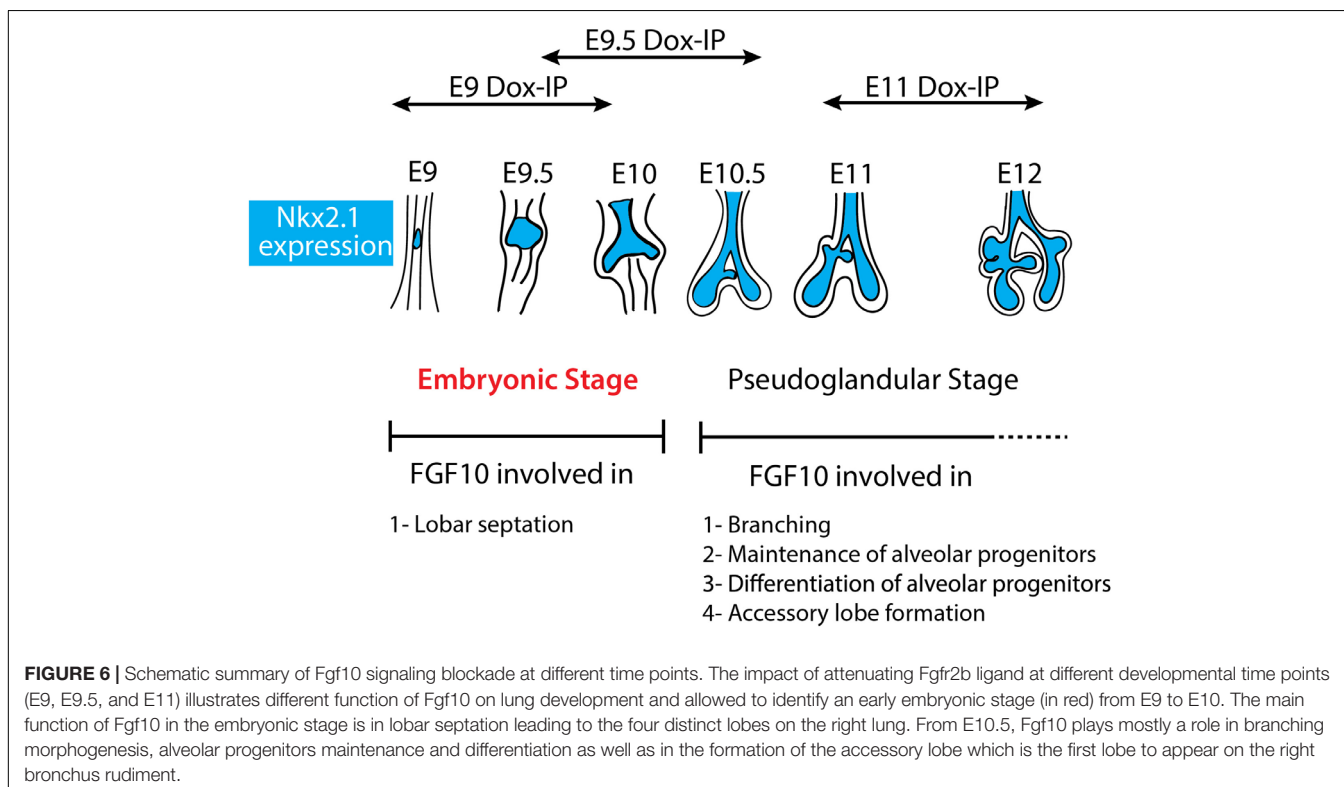 E9.5 Dox-IP
E9 Dox-IP
E11 Dox-IP
E9
E9.5
E10
E10.5
E11
E12
Nkx2.1
expression
Embryonic Stage
Pseudoglandular Stage
FGF10 involved in
FGF10 involved in
1- Lobar septation
1- Branching
2- Maintenance of alveolar progenitors
3- Differentiation of alveolar progenitors
4- Accessory lobe formation
FIGURE 6 | Schematic summary of Fgf10 signaling blockade at different time points. The impact of attenuating Fgfr2b ligand at different developmental time points
(E9, E9.5, and E11) illustrates different function of Fgf10 on lung development and allowed to identify an early embryonic stage (in red) from E9 to E10. The main
function of Fgf10 in the embryonic stage is in lobar septation leading to the four distinct lobes on the right lung. From E10.5, Fgf10 plays mostly a role in branching
morphogenesis, alveolar progenitors maintenance and differentiation as well as in the formation of the accessory lobe which is the first lobe to appear on the right
bronchus rudiment.